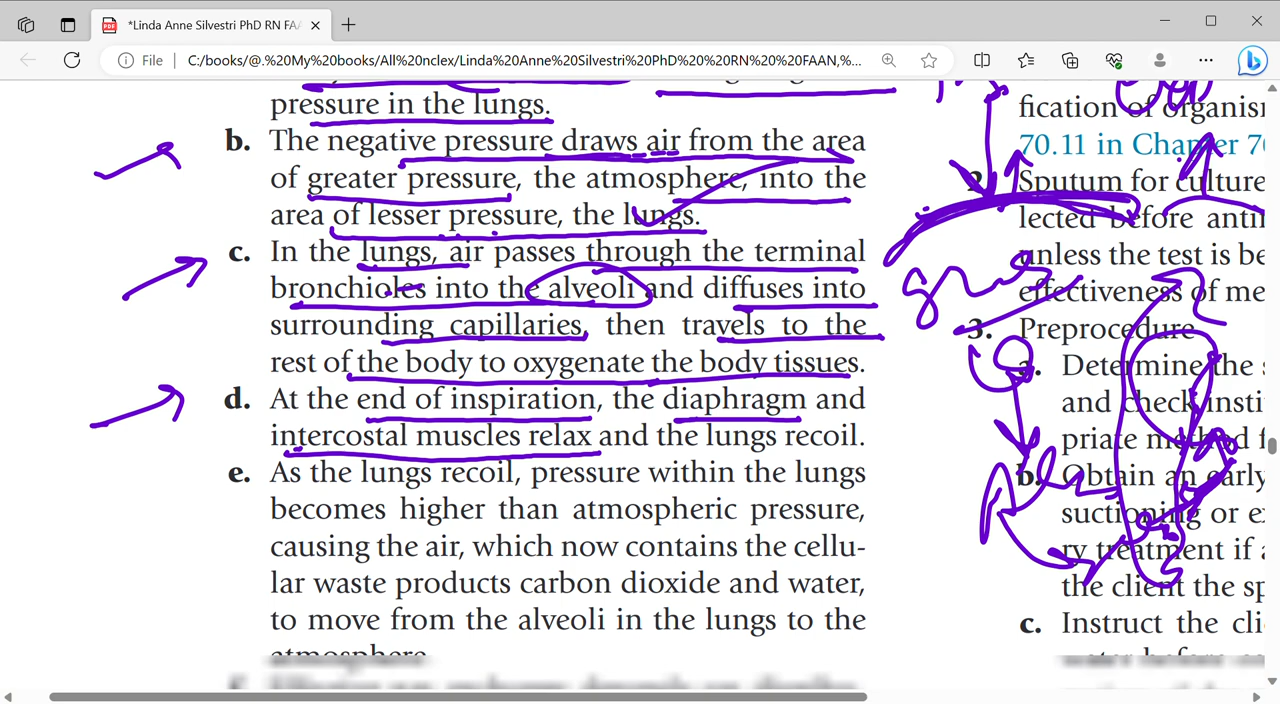 *Linda Anne Silvestri PhD RN FAA
File
C:/books/@.%20My%20books/All%20nclex/Linda%20Anne%20Silvestri%20PhD%20%20RN%20%20FAAN,%...
pressure in the lungs.
b. The negative pressure draws air from the area
of greater pressure, the atmosphere, into the
area of lesser pressure, the lungs.
c. In the lungs, air passes through the terminal
bronchioles into the alveoli and diffuses into
surrounding capillaries, then travels to the
rest of the body to oxygenate the body tissues.
d. At the end of inspiration, the diaphragm and
intercostal muscles relax and the lungs recoil.
e. As the lungs recoil, pressure within the lungs
becomes higher than atmospheric pressure,
causing the air, which now contains the cellu-
lar waste products carbon dioxide and water,
to move from the alveoli in the lungs to the
atmosphere.
fication of organis
70.11 in Chapter 7
2. Sputum for culture
lected before anti
unless the test is be
effectiveness of me
3. Preprocedure
a. Determine the s
and check insti
priate method f
b. Obtain an early
suctioning or e
ry treatment if a
the client the sp
c. Instruct the cli